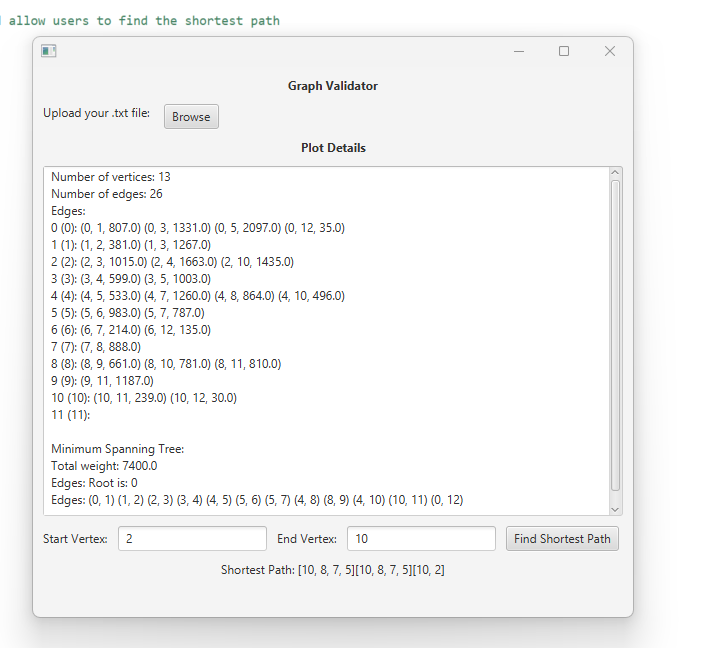 allow users to find the shortest path
Graph Validator
Upload your .txt file: Browse
Plot Details
Number of vertices: 13
Number of edges: 26
Edges:
0 (0): (0, 1, 807.0) (0, 3, 1331.0) (0, 5, 2097.0) (0, 12, 35.0)
1 (1): (1, 2, 381.0) (1, 3, 1267.0)
2 (2): (2, 3, 1015.0) (2, 4, 1663.0) (2, 10, 1435.0)
3 (3): (3, 4, 599.0) (3, 5, 1003.0)
4 (4): (4, 5, 533.0) (4, 7, 1260.0) (4, 8, 864.0) (4, 10, 496.0)
5 (5): (5, 6, 983.0) (5, 7, 787.0)
6 (6): (6, 7, 214.0) (6, 12, 135.0)
7 (7): (7, 8, 888.0)
8 (8): (8, 9, 661.0) (8, 10, 781.0) (8, 11, 810.0)
9 (9): (9, 11, 1187.0)
10 (10): (10, 11, 239.0) (10, 12, 30.0)
11 (11):
Minimum Spanning Tree:
Total weight: 7400.0
Edges: Root is: 0
Edges: (0, 1) (1, 2) (2, 3) (3, 4) (4, 5) (5, 6) (5, 7) (4, 8) (8, 9) (4, 10) (10, 11) (0, 12)
Start Vertex: 2 End Vertex: 10 Find Shortest Path
Shortest Path: [10, 8, 7, 5][10, 8, 7, 5][10, 2]